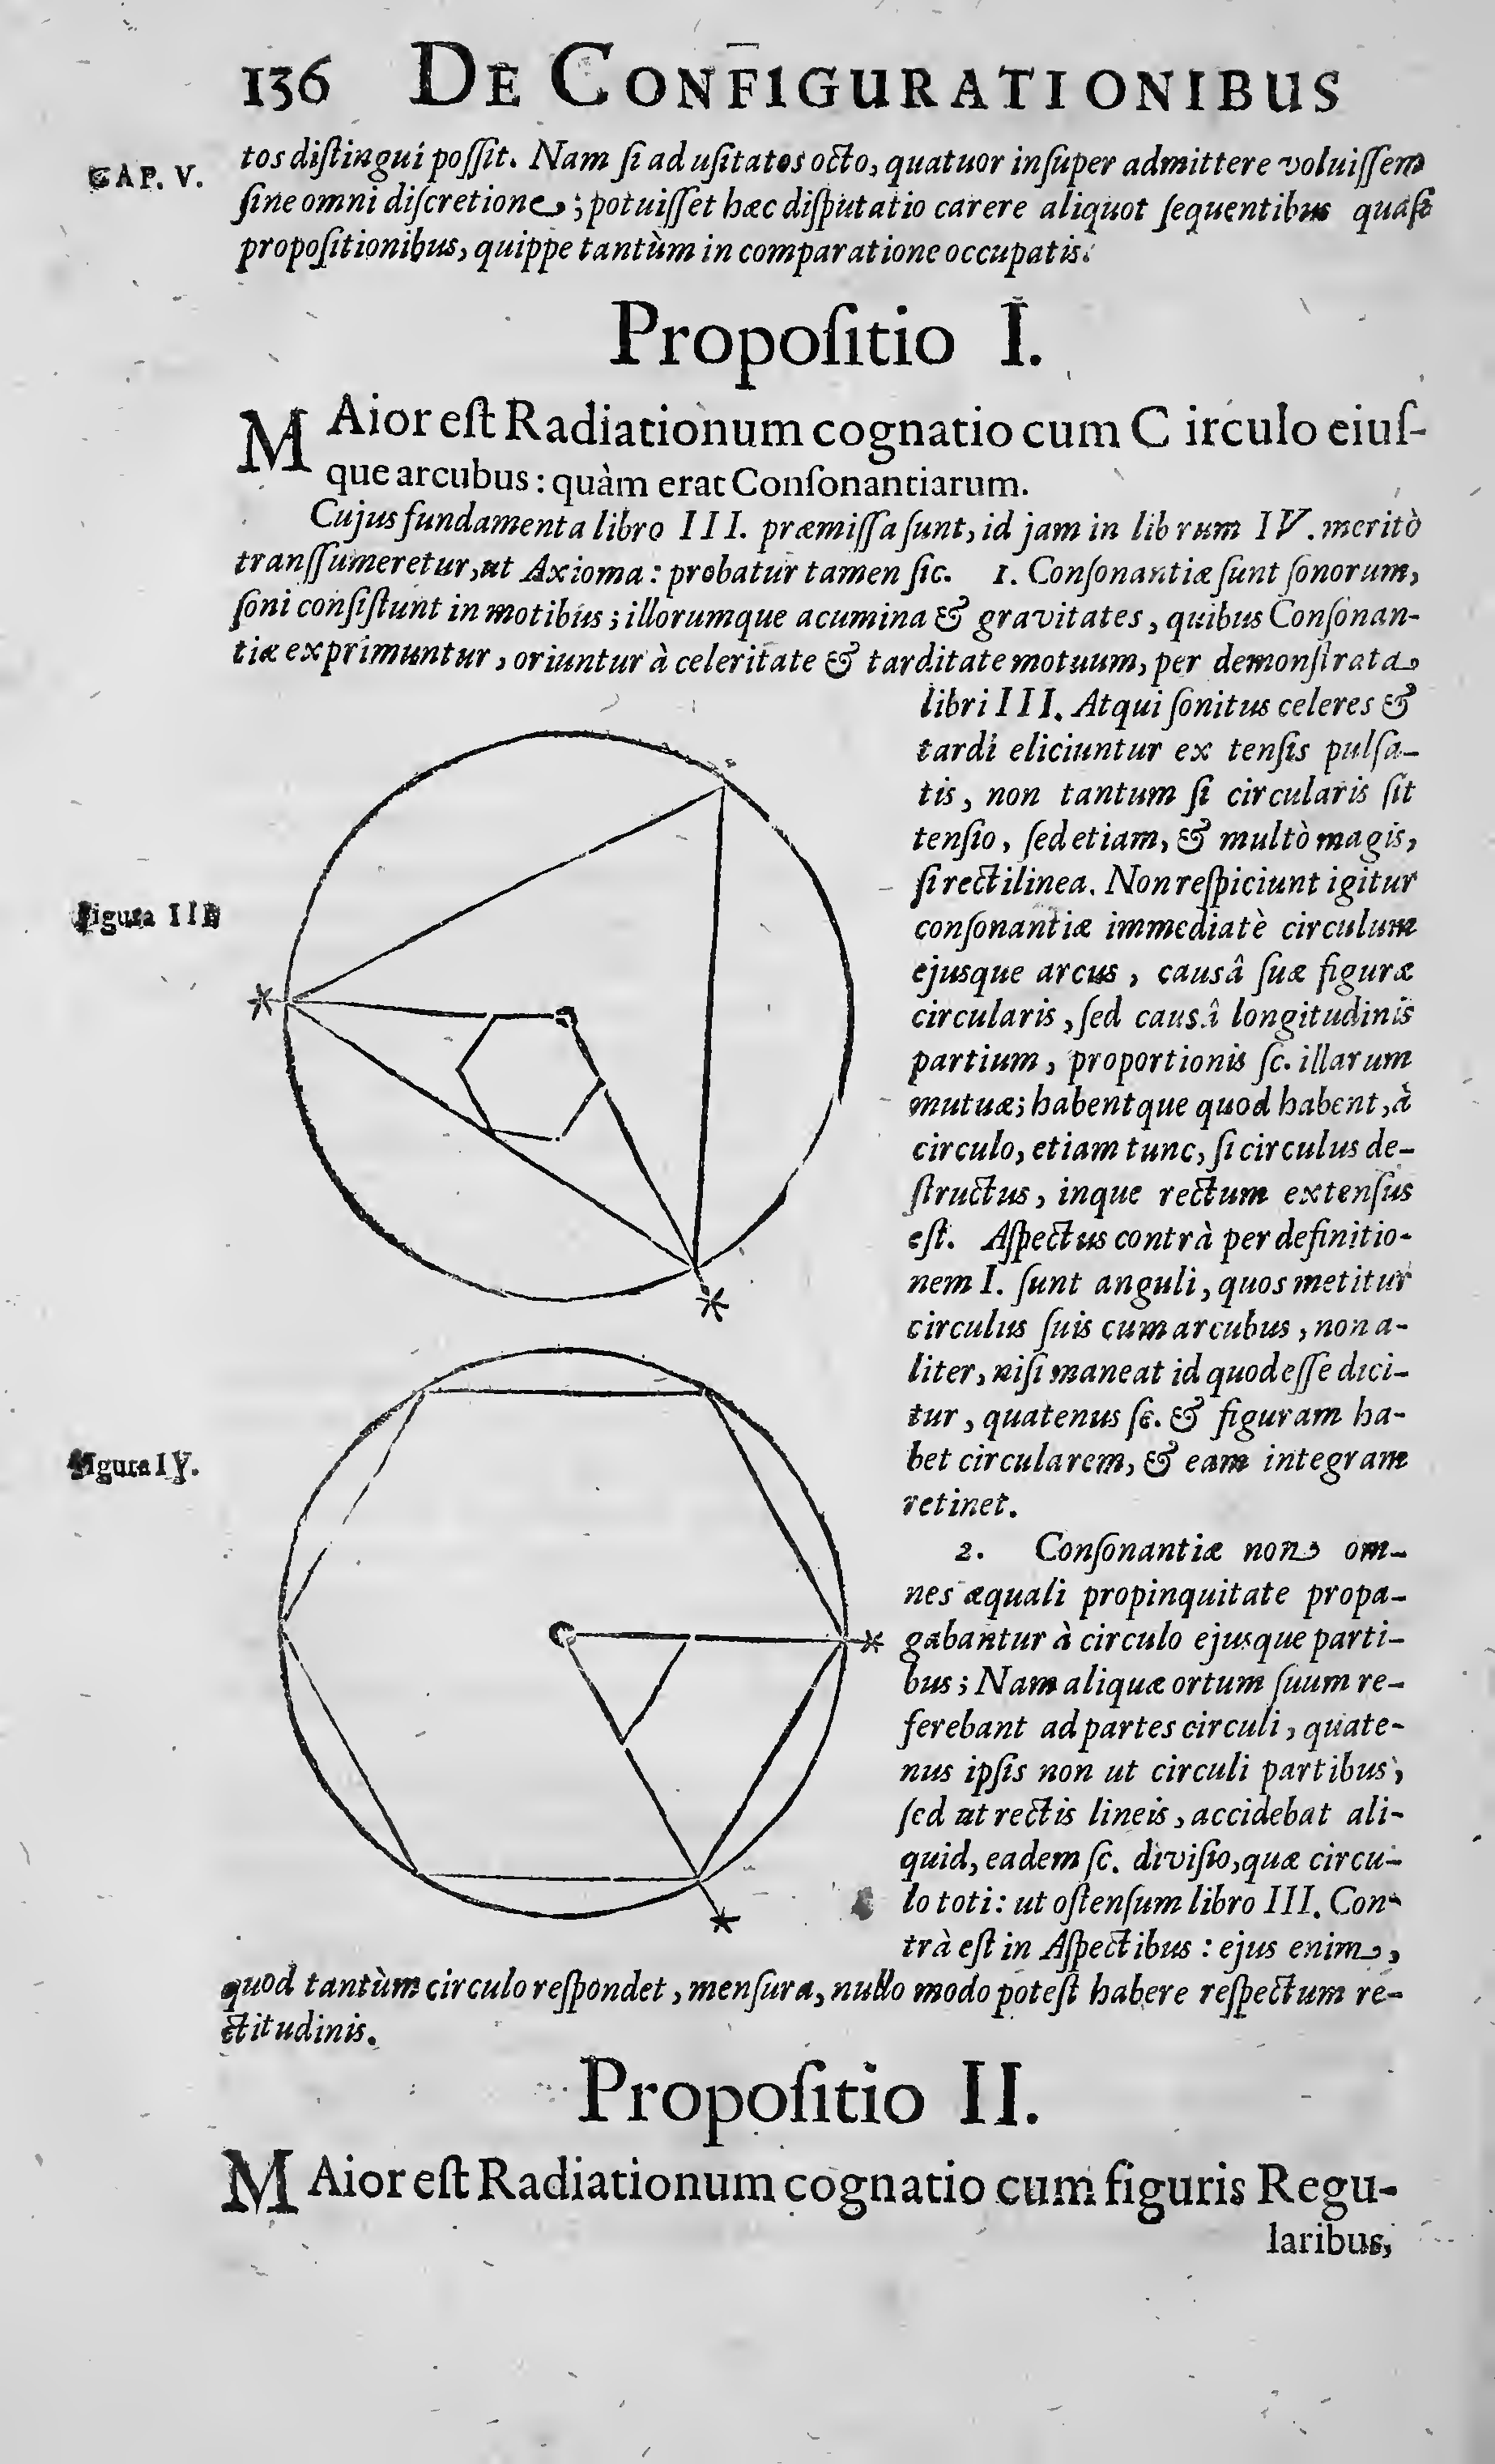 136 DE CONFIGURATIONIBUS
CAP. V.
tos diſtingui poſſit. Nam ſi ad uſitatos octo, quatuor inſuper admittere voluiſſem
ſine omni diſcretione; potuiſſet hæc diſputatio carere aliquot ſequentibus quaſi
propoſitionibus, quippe tantùm in comparatione occupatis.
Propoſitio I.
MAior eſt Radiationum cognatio cum Circulo eiuſ-
que arcubus: quàm erat Conſonantiarum.
Cujus fundamenta libro III. præmiſſa ſunt, id jam in librum IV. meritò
tranſſumeretur, ut Axioma: probatur tamen ſic. 1. Conſonantiæ ſunt ſonorum,
ſoni conſiſtunt in motibus; illorumque acumina & gravitates, quibus Conſonan-
tiæ exprimuntur, oriuntur à celeritate & tarditate motuum, per demonſtrata
libri III. Atqui ſonitus celeres &
tardi eliciuntur ex tenſis pulſa-
tis, non tantum ſi circularis ſit
tenſio, ſed etiam, & multò magis,
ſi rectilinea. Non reſpiciunt igitur
conſonantiæ immediatè circulum
ejusque arcus, causâ ſuæ figuræ
circularis, ſed causâ longitudinis
partium, proportionis ſc. illarum
mutuæ; habentque quod habent, à
circulo, etiam tunc, ſi circulus de-
ſtructus, inque rectum extenſus
eſt. Aſpectus contrà per definitio-
nem I. ſunt anguli, quos metitur
circulus ſuis cum arcubus, non a-
liter, niſi maneat id quod eſſe dici-
tur, quatenus ſc. & figuram ha-
bet circularem, & eam integram
retinet.
Figura III
Figura IV.
2. Conſonantiæ non om-
nes æquali propinquitate propa-
gabantur à circulo ejusque parti-
bus; Nam aliquæ ortum ſuum re-
ferebant ad partes circuli, quate-
nus ipſis non ut circuli partibus,
ſed ut rectis lineis, accidebat ali-
quid, eadem ſc. diviſio, quæ circu-
lo toti: ut oſtenſum libro III. Con-
trà eſt in Aſpectibus: ejus enim,
quod tantùm circulo reſpondet, menſura, nullo modo poteſt habere reſpectum re-
ctitudinis.
Propoſitio II.
MAior eſt Radiationum cognatio cum figuris Regu-
laribus,